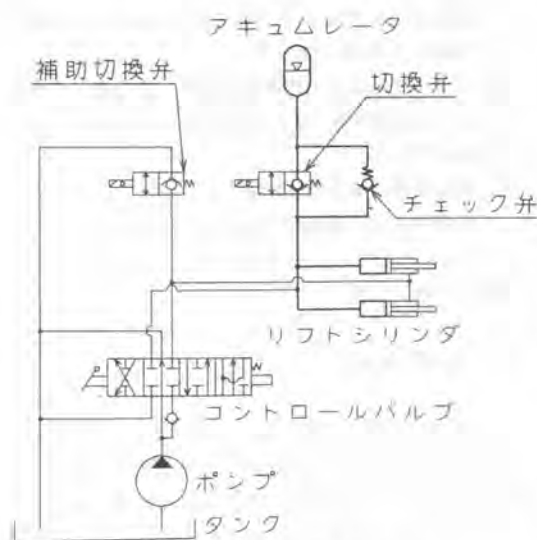 アキュムレータ
補助切換弁
切換弁
チェック弁
リフトシリンダ
コントロールバルブ
ポンプ
タンク